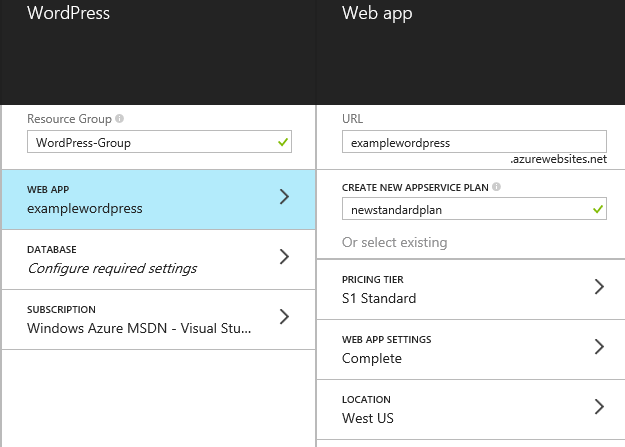 WordPress
Resource Group
WordPress-Group
WEB APP
examplewordpress
DATABASE
Configure required settings
SUBSCRIPTION
Windows Azure MSDN - Visual Stu...
Web app
URL
examplewordpress
.azurewebsites.net
CREATE NEW APPSERVICE PLAN
newstandardplan
Or select existing
PRICING TIER
S1 Standard
WEB APP SETTINGS
Complete
LOCATION
West US